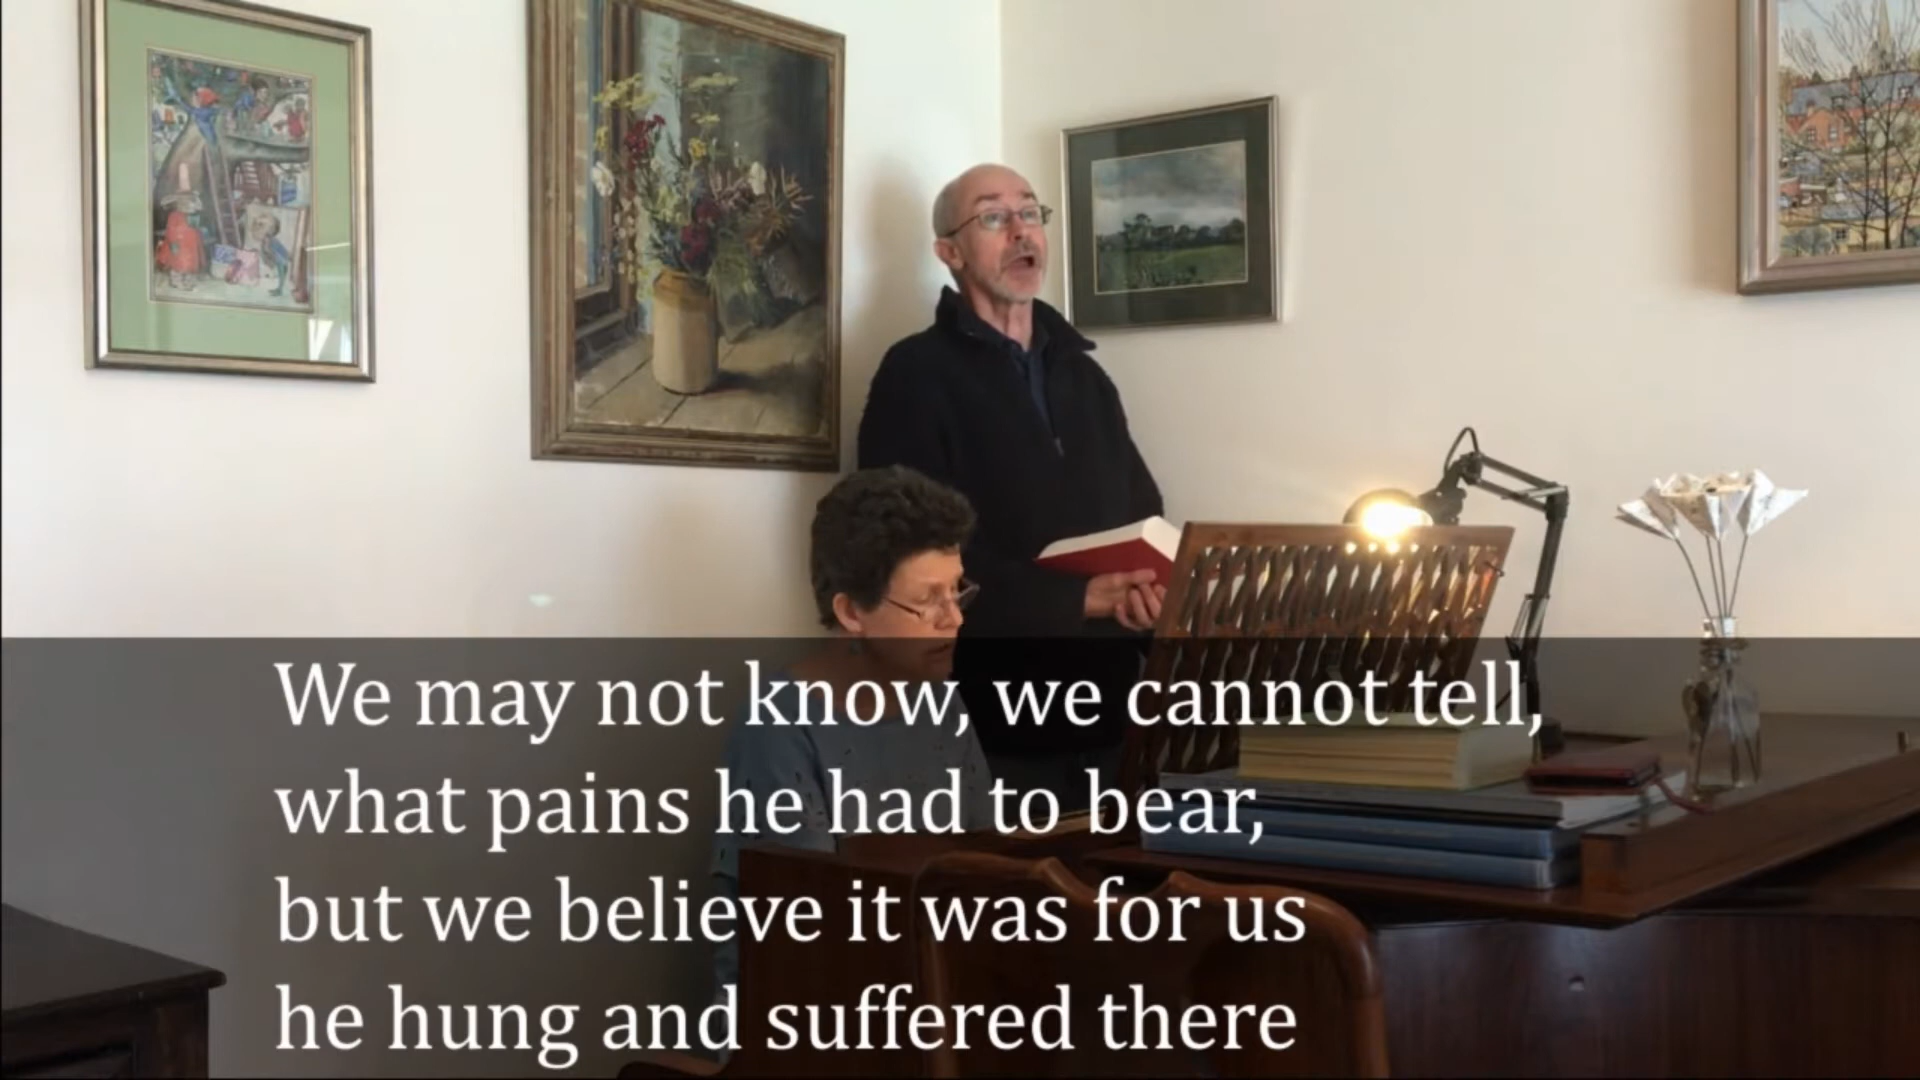 We may not know, we cannot tell,
what pains he had to bear,
but we believe it was for us
he hung and suffered there